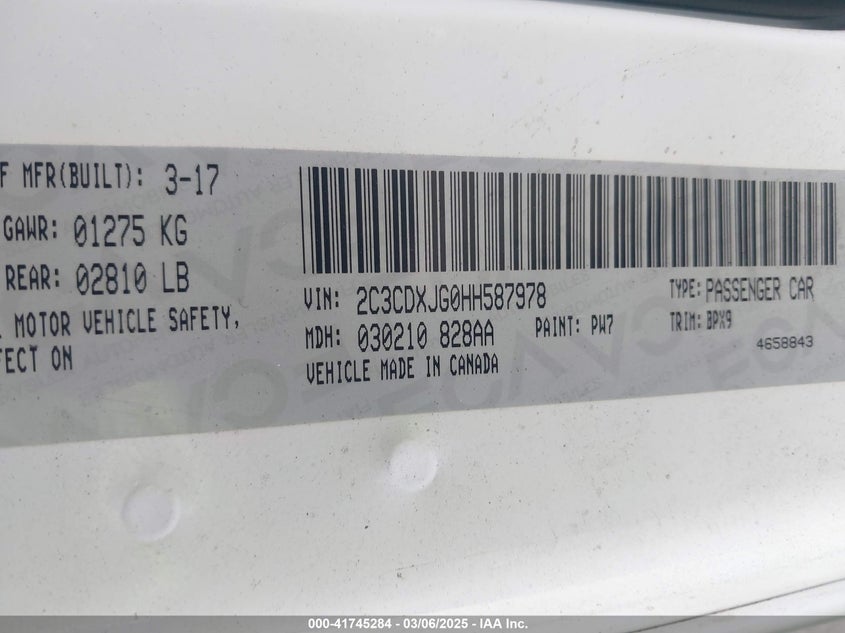 F MFR(BUILT): 3-17
GAWR: 01275 KG
REAR: 02810 LB
MOTOR VEHICLE SAFETY,
FECT ON
VIN: 2C3CDXJG0HH587978
TYPE: PASSENGER CAR
MDH: 030210 828AA
PAINT: PW7
TRIM: BPX9
VEHICLE MADE IN CANADA
4658843
000-41745284 - 03/06/2025 - IAA Inc.